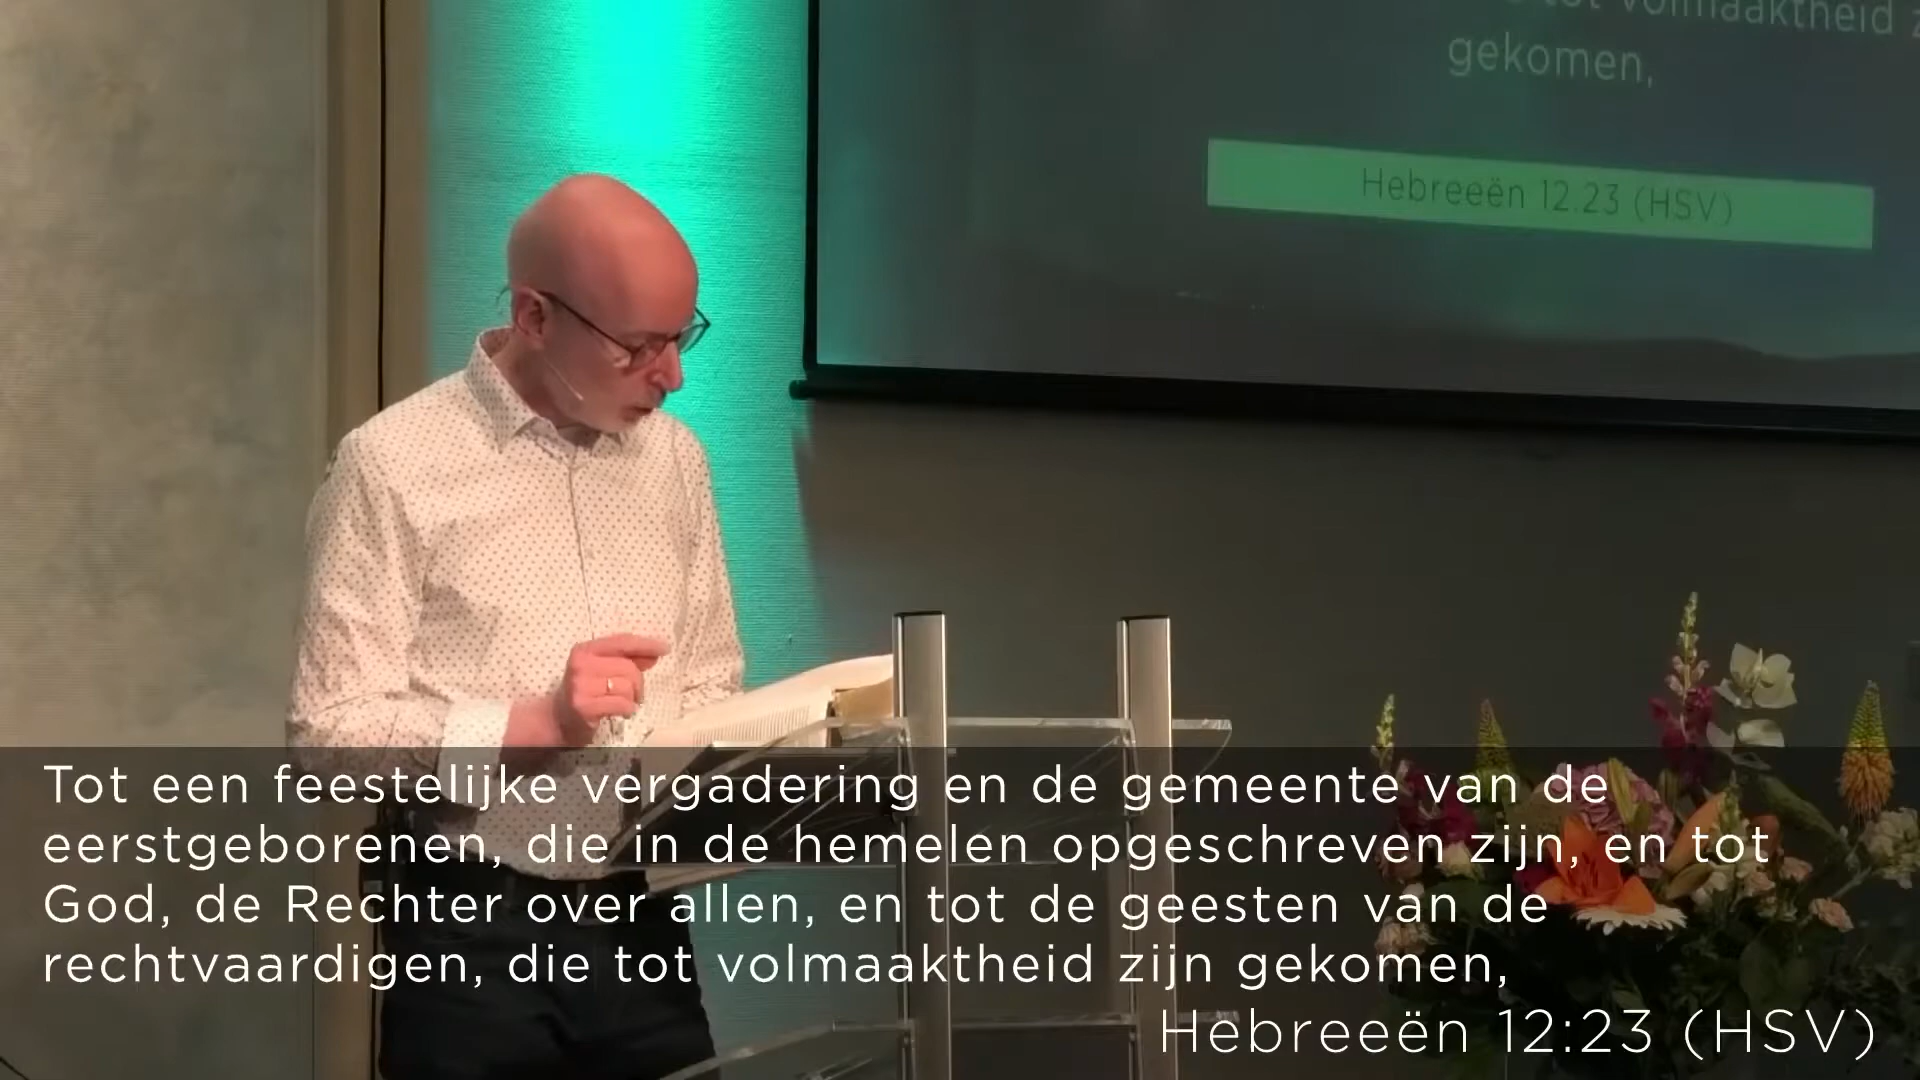 tot volmaaktheid
gekomen,
Hebreeën 12.23 (HSV)
Tot een feestelijke vergadering en de gemeente van de
eerstgeborenen, die in de hemelen opgeschreven zijn, en tot
God, de Rechter over allen, en tot de geesten van de
rechtvaardigen, die tot volmaaktheid zijn gekomen,
Hebreeën 12:23 (HSV)